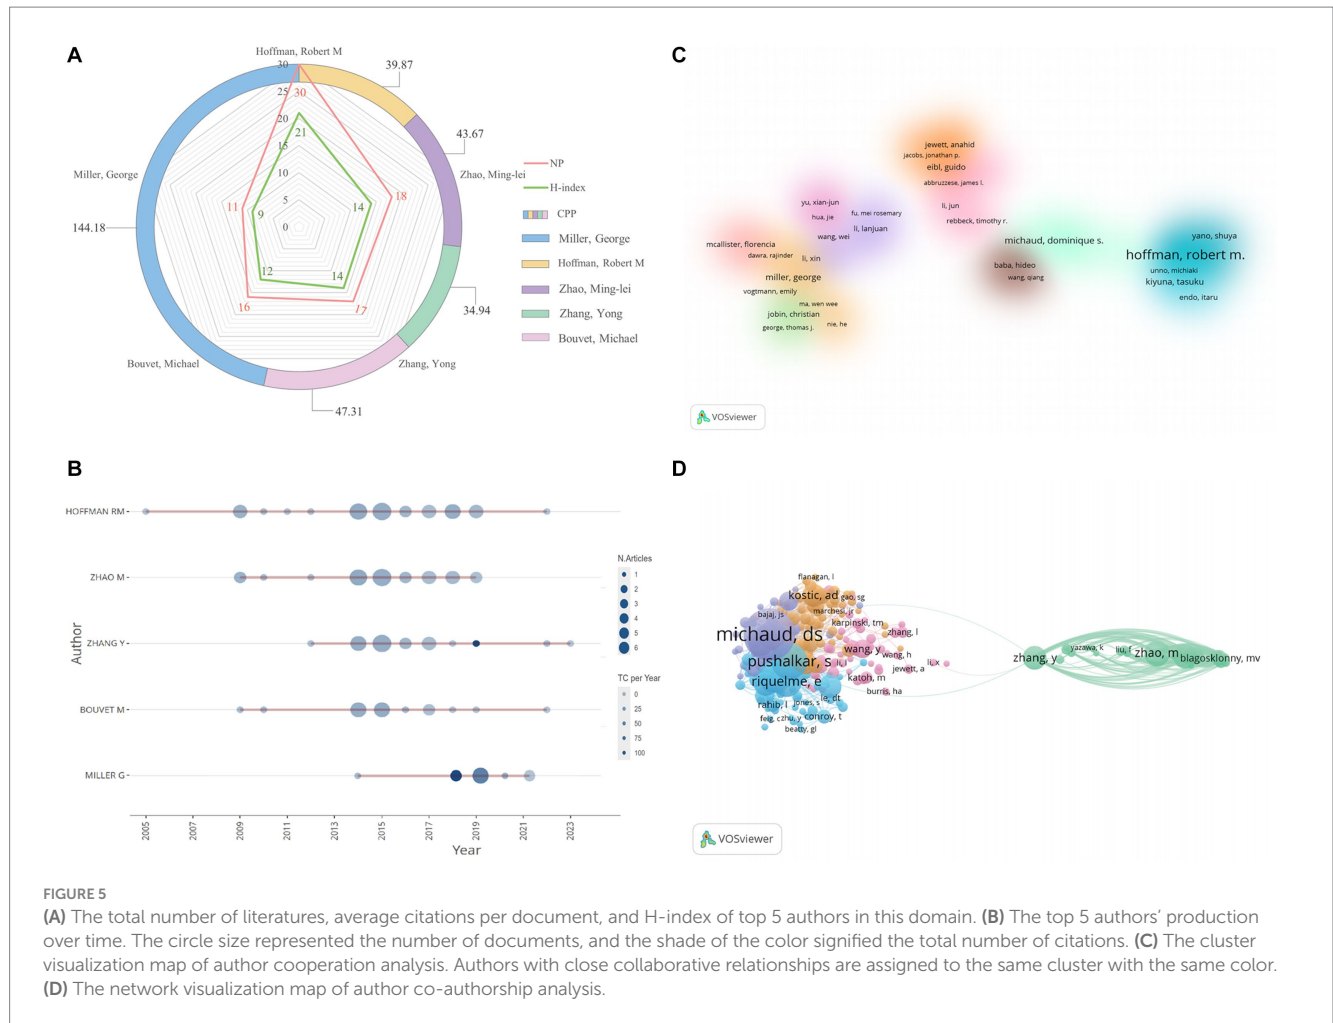 A
Hoffman, Robert M
39.87
30
30
25
20
21
15
10
5
0
43.67
Zhao, Ming-lei
Miller, George
11
9
18
14
144.18
12
14
16
17
34.94
Bouvet, Michael
Zhang, Yong
47.31
NP
H-index
CPP
Miller, George
Hoffman, Robert M
Zhao, Ming-lei
Zhang, Yong
Bouvet, Michael
C
jewett, anahid
jacobs, jonathan p.
eibl, guido
abbruzzese, james l.
yu, xian-jun
hua, jie
fu, mei rosemary
li, lanjuan
wang, wei
li, jun
rebbeck, timothy r.
mcallister, florencia
dawra, rajinder
li, xin
miller, george
vogtmann, emily
ma, wen wee
jobin, christian
george, thomas j.
nie, he
michaud, dominique s.
baba, hideo
wang, qiang
yano, shuya
hoffman, robert m.
unno, michiaki
kiyuna, tasuku
endo, itaru
VOSviewer
B
HOFFMAN RM
ZHAO M
ZHANG Y
BOUVET M
MILLER G
Author
2005
2007
2009
2011
2013
2015
2017
2019
2021
2023
Year
N.Articles
1
2
3
4
5
6
TC per Year
0
25
50
75
100
D
flanagan, l
kostic, ad
gao, sg
bajaj, js
marchesi, jr
karpinski, tm
michaud, ds
zhang, l
wang, y
wang, h
pushalkar, s
li, j
jewett, a
li, x
riquelme, e
katoh, m
burris, ha
rahib, l
jones, s
le, dt
feig, c
zhu, y
conroy, t
beatty, gl
zhang, y
yazawa, k
liu, f
zhao, m
blagosklonny, mv
VOSviewer
FIGURE 5
(A) The total number of literatures, average citations per document, and H-index of top 5 authors in this domain. (B) The top 5 authors’ production
over time. The circle size represented the number of documents, and the shade of the color signified the total number of citations. (C) The cluster
visualization map of author cooperation analysis. Authors with close collaborative relationships are assigned to the same cluster with the same color.
(D) The network visualization map of author co-authorship analysis.